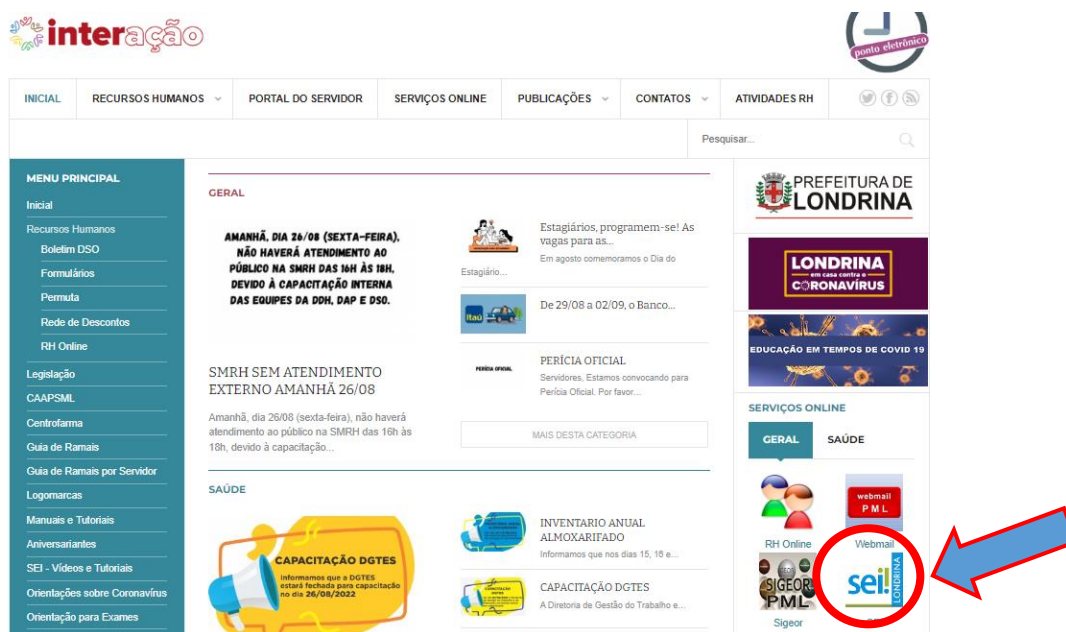 interação
ponto eletrônico
INICIAL
RECURSOS HUMANOS
PORTAL DO SERVIDOR
SERVIÇOS ONLINE
PUBLICAÇÕES
CONTATOS
ATIVIDADES RH
Pesquisar...
MENU PRINCIPAL
Inicial
Recursos Humanos
Boletim DSO
Formulários
Permuta
Rede de Descontos
RH Online
Legislação
CAAPSML
Centrofarma
Guia de Ramais
Guia de Ramais por Servidor
Logomarcas
Manuais e Tutoriais
Aniversariantes
SEI - Vídeos e Tutoriais
Orientações sobre Coronavírus
Orientação para Exames
GERAL
AMANHÃ, DIA 26/08 (SEXTA-FEIRA),
NÃO HAVERÁ ATENDIMENTO AO
PÚBLICO NA SMRH DAS 16H ÀS 18H,
DEVIDO À CAPACITAÇÃO INTERNA
DAS EQUIPES DA DDH, DAP E DSO.
SMRH SEM ATENDIMENTO
EXTERNO AMANHÃ 26/08
Amanhã, dia 26/08 (sexta-feira), não haverá
atendimento ao público na SMRH das 16h às
18h, devido à capacitação...
Estagiários, programem-se! As
vagas para as...
Em agosto comemoramos o Dia do
Estagiário...
Itaú
De 29/08 a 02/09, o Banco...
PERÍCIA OFICIAL
PERÍCIA OFICIAL
Servidores, Estamos convocando para
Perícia Oficial. Por favor...
MAIS DESTA CATEGORIA
SAÚDE
CAPACITAÇÃO DGTES
Informamos que a DGTES
estará fechada para capacitação
no dia 26/08/2022
INVENTARIO ANUAL
ALMOXARIFADO
Informamos que nos dias 15, 16 e...
CAPACITAÇÃO DGTES
A Diretoria de Gestão do Trabalho e...
PREFEITURA DE
LONDRINA
LONDRINA
em casa contra o
CORONAVÍRUS
EDUCAÇÃO EM TEMPOS DE COVID 19
SERVIÇOS ONLINE
GERAL
SAÚDE
webmail
PML
RH Online
Webmail
SIGEOR
PML
sei!
LONDRINA
Sigeor